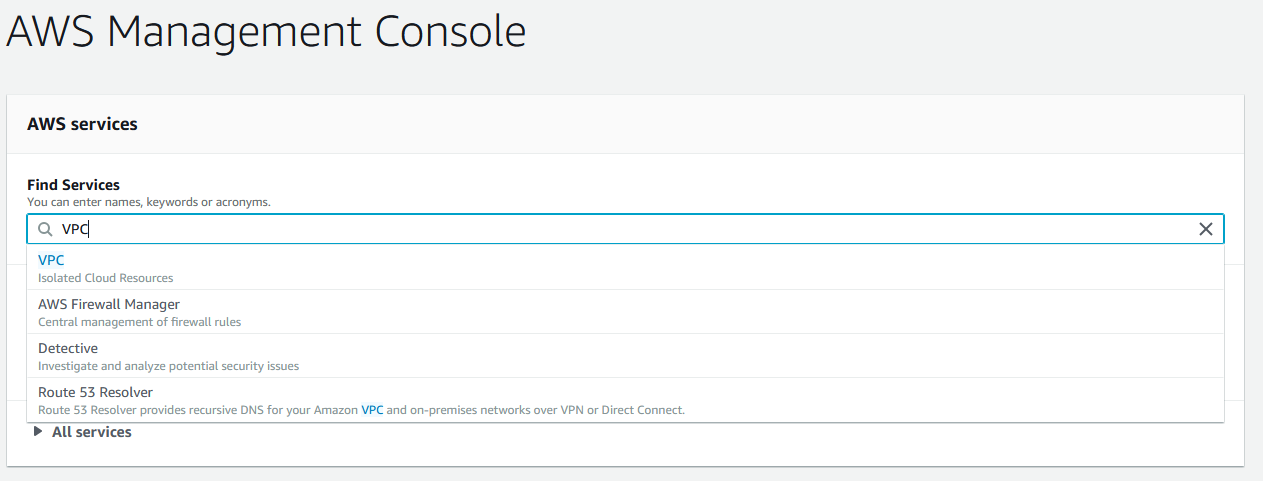 AWS Management Console
AWS services
Find Services
You can enter names, keywords or acronyms.
VPC
VPC
Isolated Cloud Resources
AWS Firewall Manager
Central management of firewall rules
Detective
Investigate and analyze potential security issues
Route 53 Resolver
Route 53 Resolver provides recursive DNS for your Amazon VPC and on-premises networks over VPN or Direct Connect.
All services